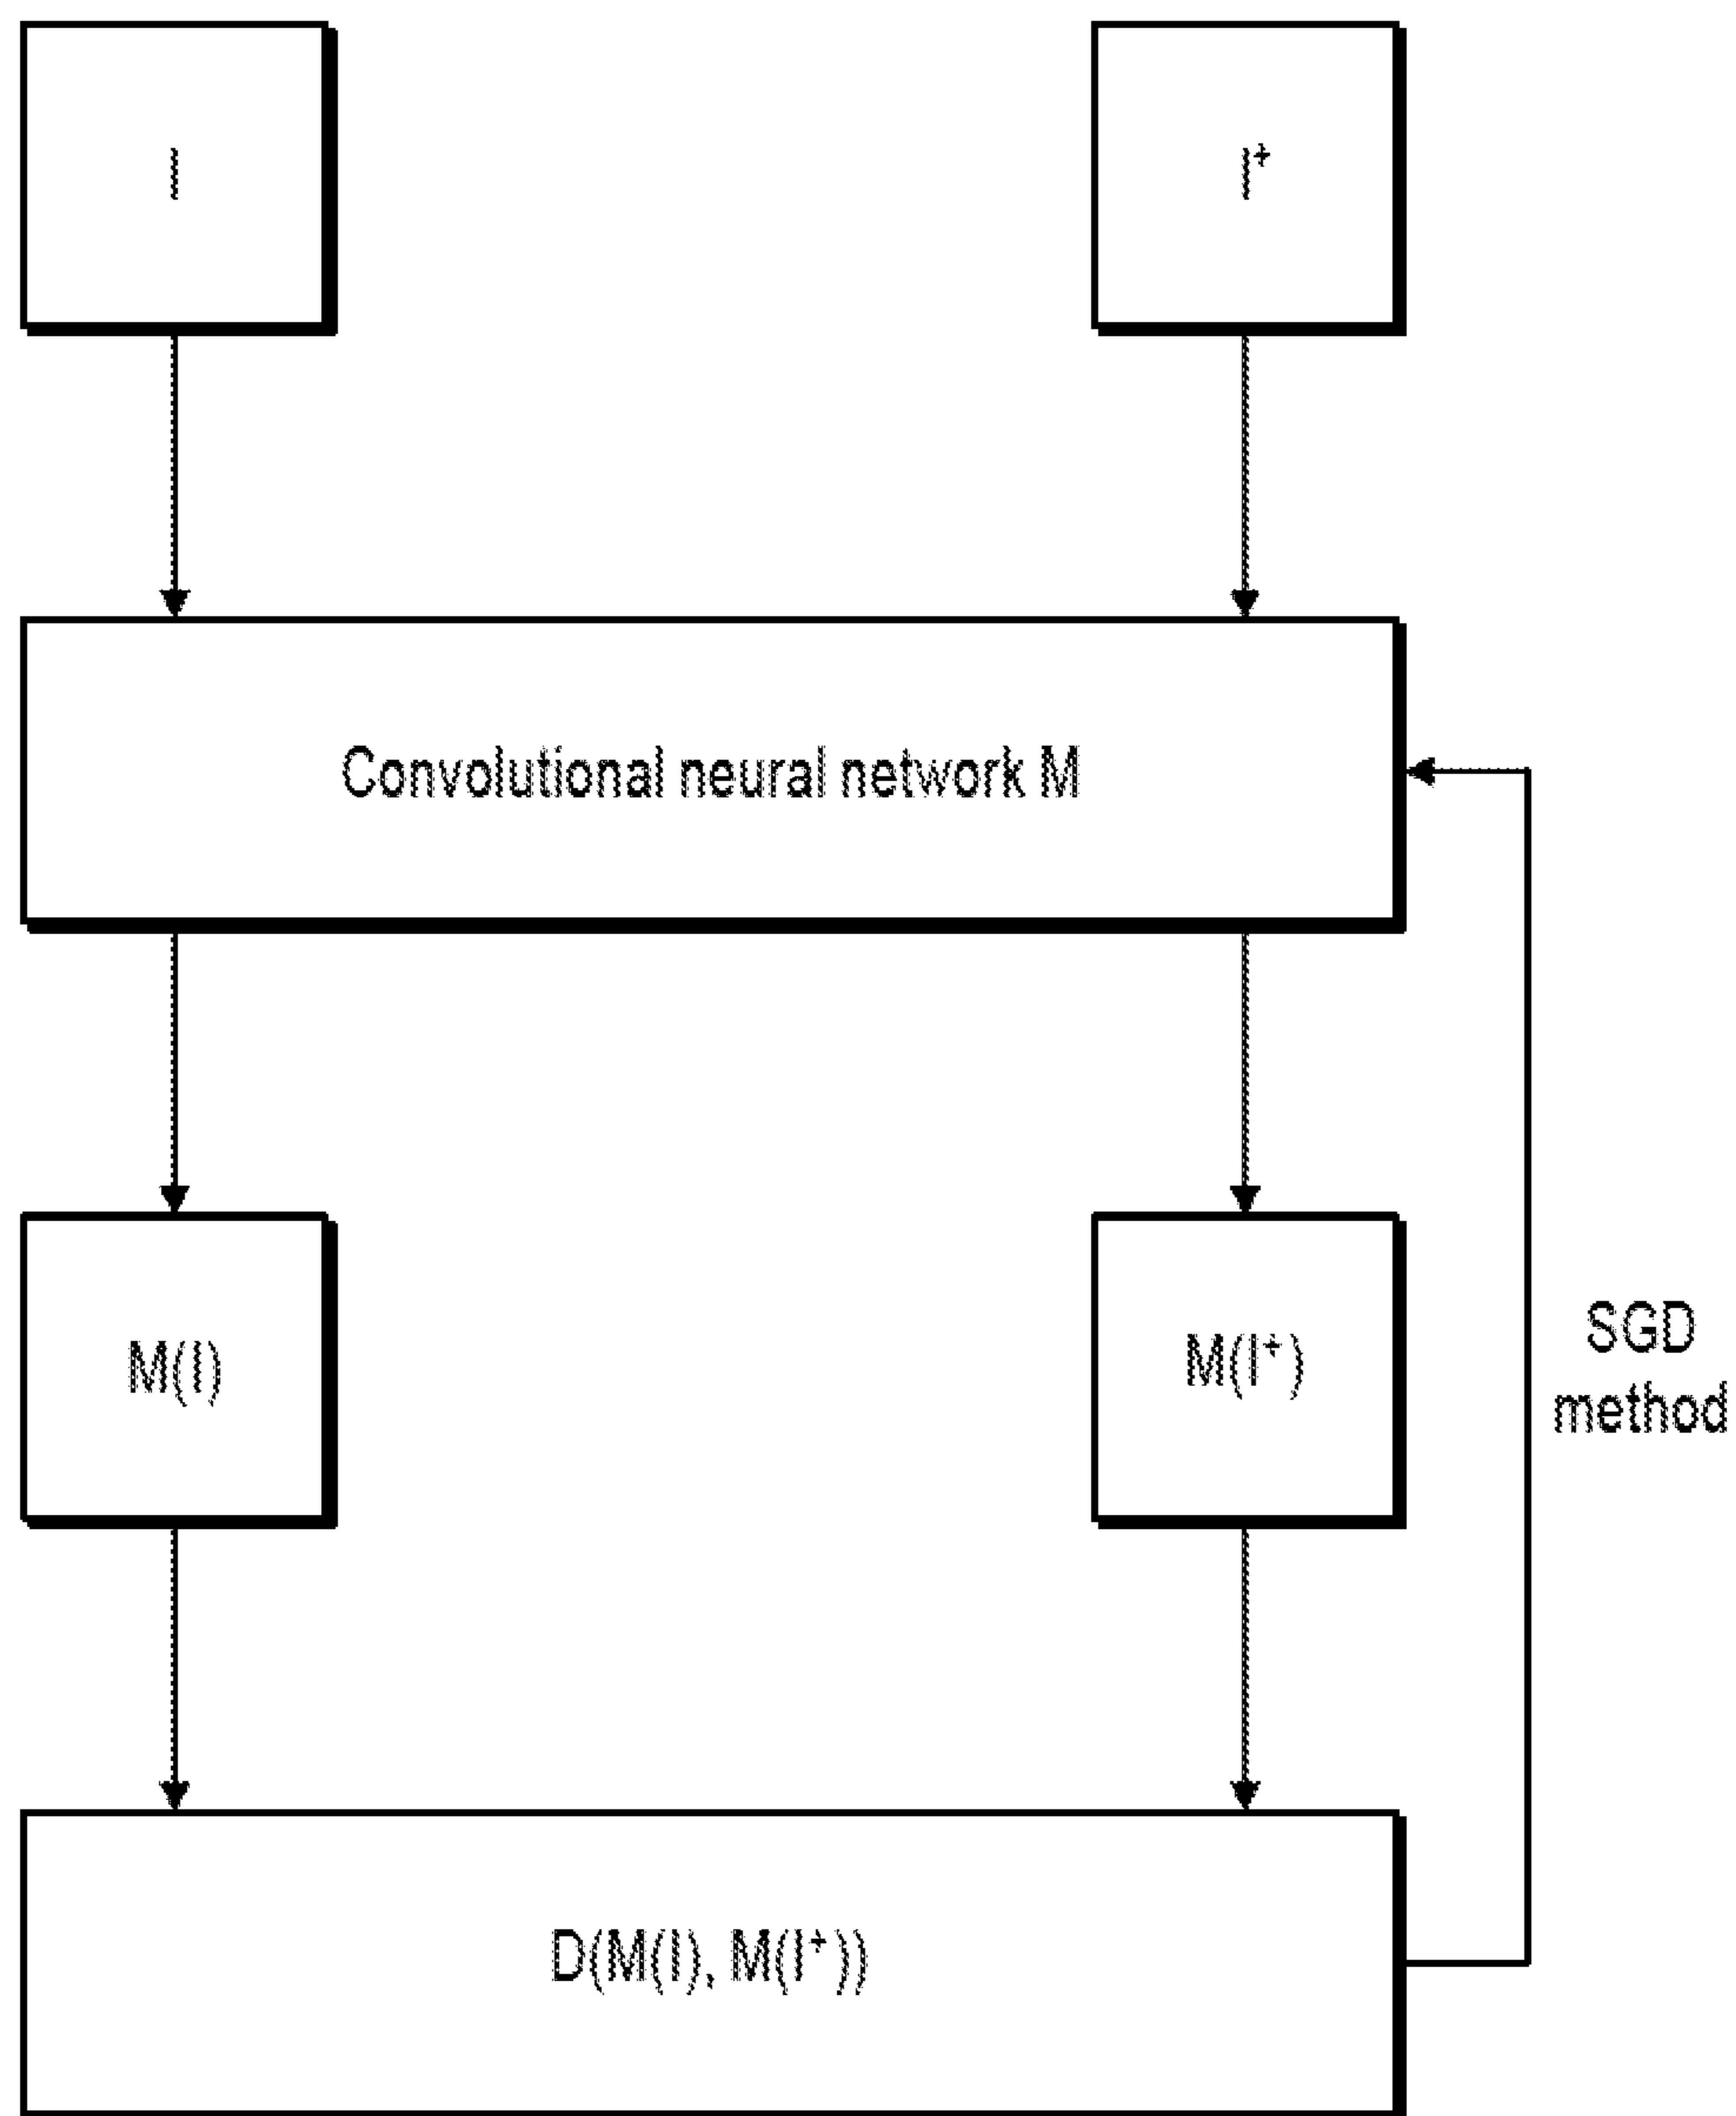 I
I⁺
Convolutional neural network M
M(I)
M(I⁺)
SGD
method
D(M(I), M(I⁺))